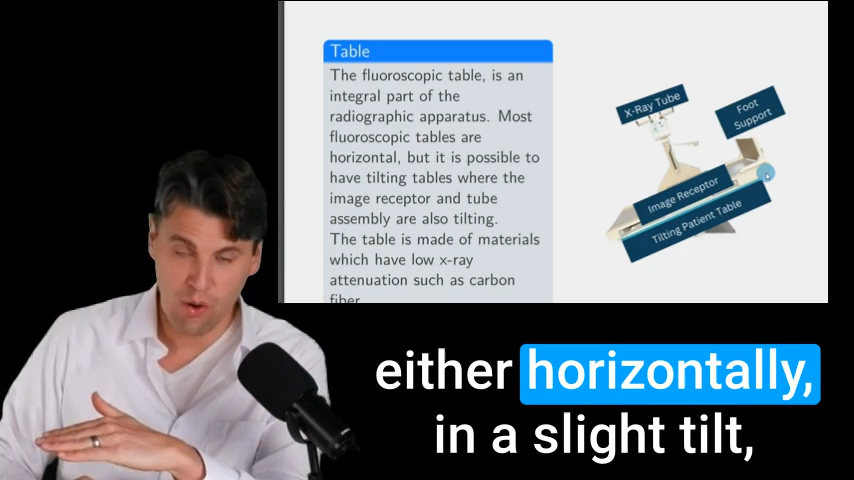 Table
The fluoroscopic table, is an
integral part of the
radiographic apparatus. Most
fluoroscopic tables are
horizontal, but it is possible to
have tilting tables where the
image receptor and tube
assembly are also tilting.
The table is made of materials
which have low x-ray
attenuation such as carbon
fiber
X-Ray Tube
Foot
Support
Image Receptor
Tilting Patient Table
either horizontally,
in a slight tilt,